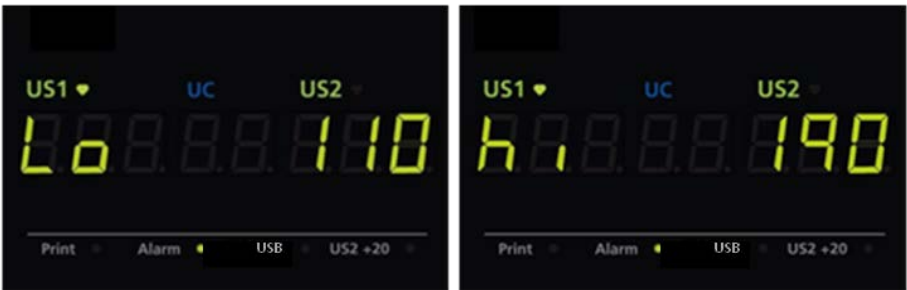 US1 UC US2
Lo 110
Print Alarm USB US2 +20
US1 UC US2
hi 190
Print Alarm USB US2 +20